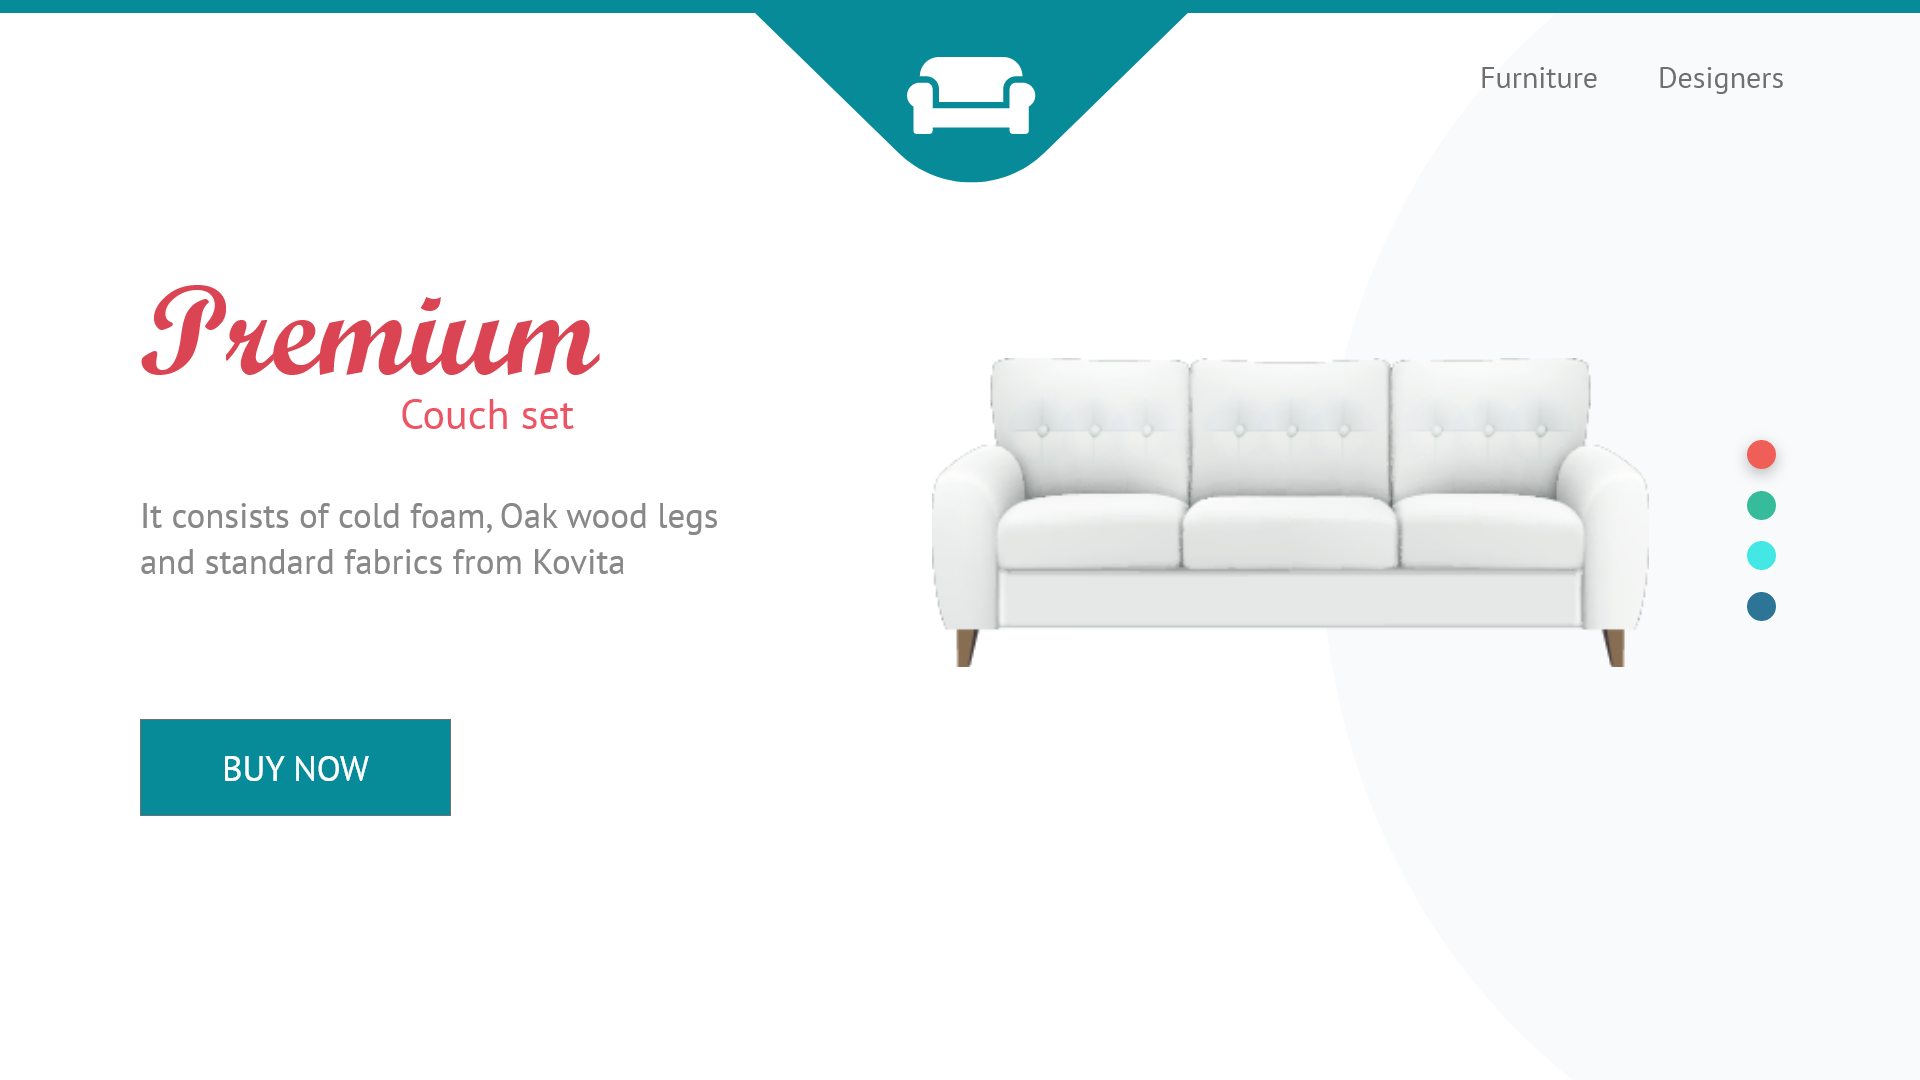 Furniture Designers
Premium
Couch set
It consists of cold foam, Oak wood legs
and standard fabrics from Kovita
BUY NOW